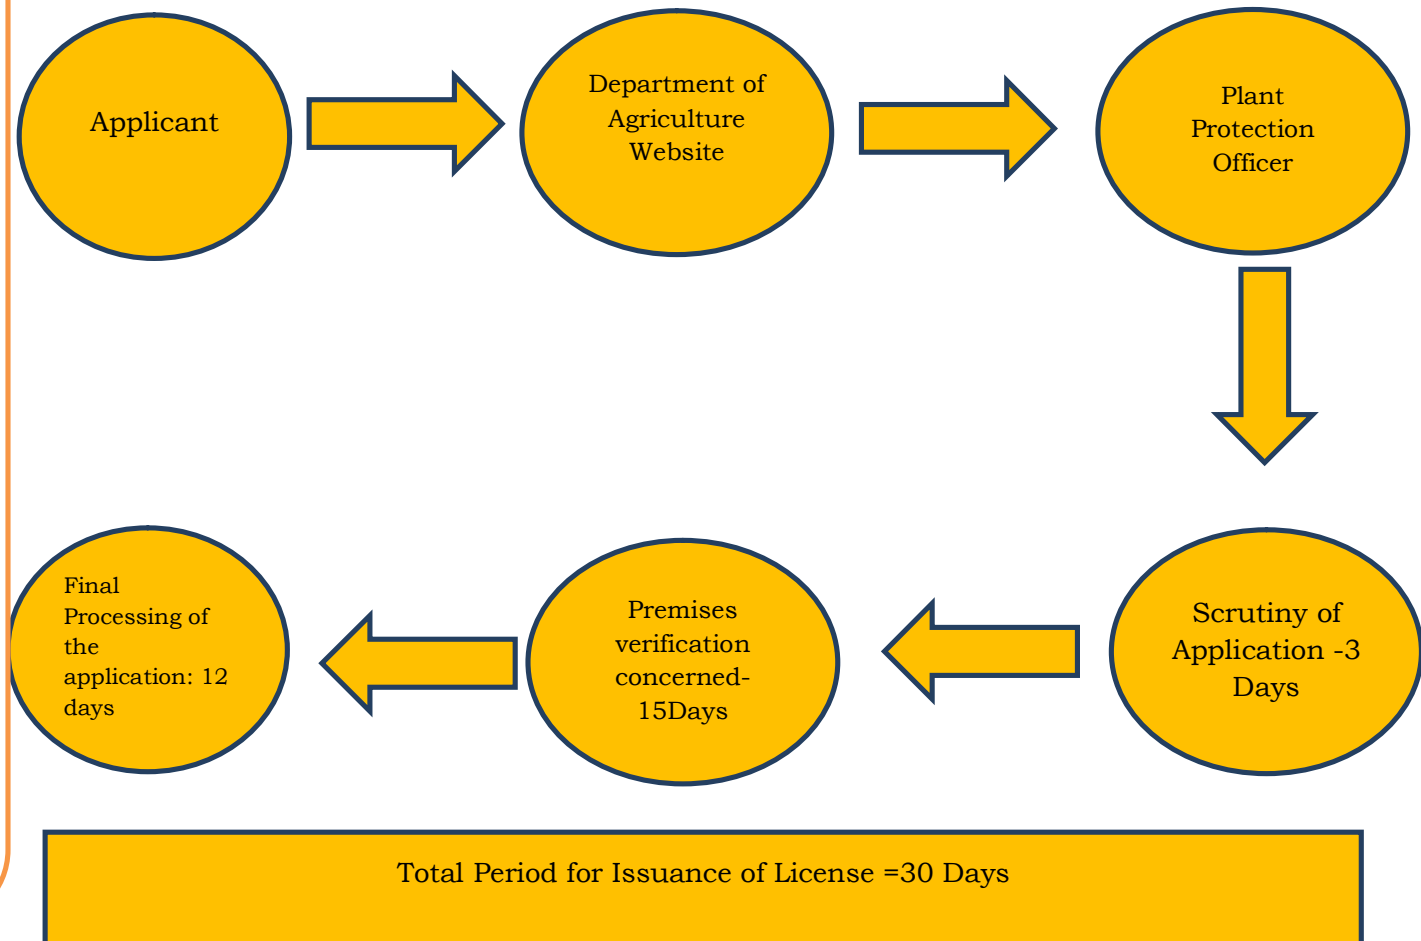 Applicant
Department of
Agriculture
Website
Plant
Protection
Officer
Scrutiny of
Application -3
Days
Premises
verification
concerned-
15Days
Final
Processing of
the
application: 12
days
Total Period for Issuance of License =30 Days